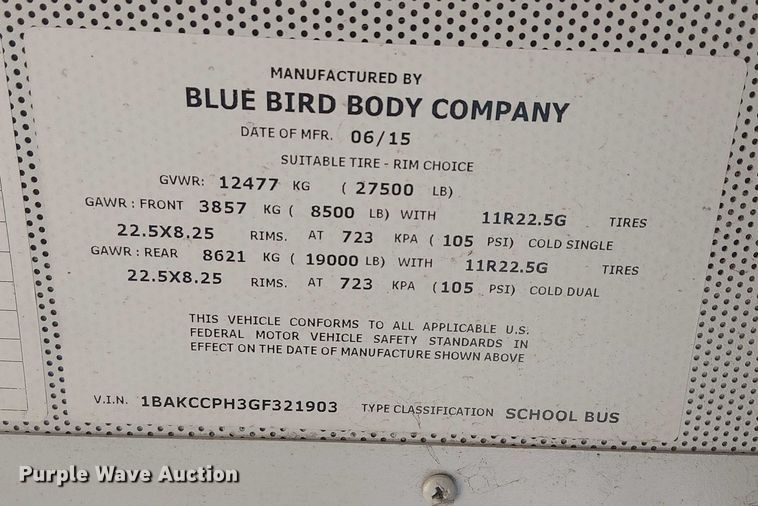 MANUFACTURED BY
BLUE BIRD BODY COMPANY
DATE OF MFR. 06/15
SUITABLE TIRE - RIM CHOICE
GVWR: 12477 KG ( 27500 LB)
GAWR : FRONT 3857 KG ( 8500 LB) WITH 11R22.5G TIRES
22.5X8.25 RIMS. AT 723 KPA ( 105 PSI) COLD SINGLE
GAWR : REAR 8621 KG ( 19000 LB) WITH 11R22.5G TIRES
22.5X8.25 RIMS. AT 723 KPA ( 105 PSI) COLD DUAL
THIS VEHICLE CONFORMS TO ALL APPLICABLE U.S.
FEDERAL MOTOR VEHICLE SAFETY STANDARDS IN
EFFECT ON THE DATE OF MANUFACTURE SHOWN ABOVE
V.I.N. 1BAKCCPH3GF321903 TYPE CLASSIFICATION SCHOOL BUS
Purple Wave Auction